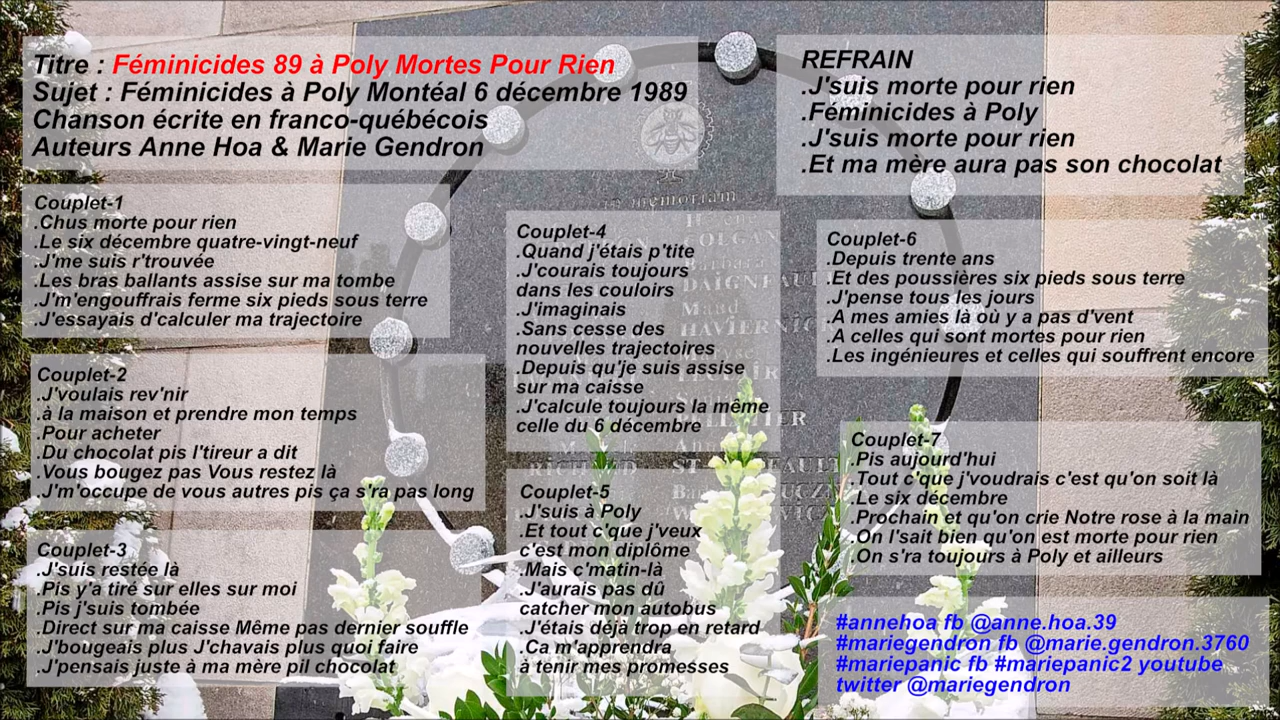 Titre : Féminicides 89 à Poly Mortes Pour Rien
Sujet : Féminicides à Poly Montéal 6 décembre 1989
Chanson écrite en franco-québécois
Auteurs Anne Hoa & Marie Gendron
REFRAIN
.J'suis morte pour rien
.Féminicides à Poly
.J'suis morte pour rien
.Et ma mère aura pas son chocolat
Couplet-1
.Chus morte pour rien
.Le six décembre quatre-vingt-neuf
.J'me suis r'trouvée
.Les bras ballants assise sur ma tombe
.J'm'engouffrais ferme six pieds sous terre
.J'essayais d'calculer ma trajectoire
Couplet-2
.J'voulais rev'nir
.à la maison et prendre mon temps
.Pour acheter
.Du chocolat pis l'tireur a dit
.Vous bougez pas Vous restez là
.J'm'occupe de vous autres pis ça s'ra pas long
Couplet-3
.J'suis restée là
.Pis y'a tiré sur elles sur moi
.Pis j'suis tombée
.Direct sur ma caisse Même pas dernier souffle
.J'bougeais plus J'chavais plus quoi faire
.J'pensais juste à ma mère pil chocolat
Couplet-4
.Quand j'étais p'tite
.J'courais toujours
dans les couloirs
.J'imaginais
.Sans cesse des
nouvelles trajectoires
.Depuis qu'je suis assise
sur ma caisse
.J'calcule toujours la même
celle du 6 décembre
Couplet-5
.J'suis à Poly
.Et tout c'que j'veux
c'est mon diplôme
.Mais c'matin-là
.J'aurais pas dû
catcher mon autobus
.J'étais déjà trop en retard
.Ca m'apprendra
à tenir mes promesses
Couplet-6
.Depuis trente ans
.Et des poussières six pieds sous terre
.J'pense tous les jours
.A mes amies là où y a pas d'vent
.A celles qui sont mortes pour rien
.Les ingénieures et celles qui souffrent encore
Couplet-7
.Pis aujourd'hui
.Tout c'que j'voudrais c'est qu'on soit là
.Le six décembre
.Prochain et qu'on crie Notre rose à la main
.On l'sait bien qu'on est morte pour rien
.On s'ra toujours à Poly et ailleurs
#annehoa fb @anne.hoa.39
#mariegendron fb @marie.gendron.3760
#mariepanic fb #mariepanic2 youtube
twitter @mariegendron
in memoriam
DAIGNEAUL
Maud
HAVIERNIC